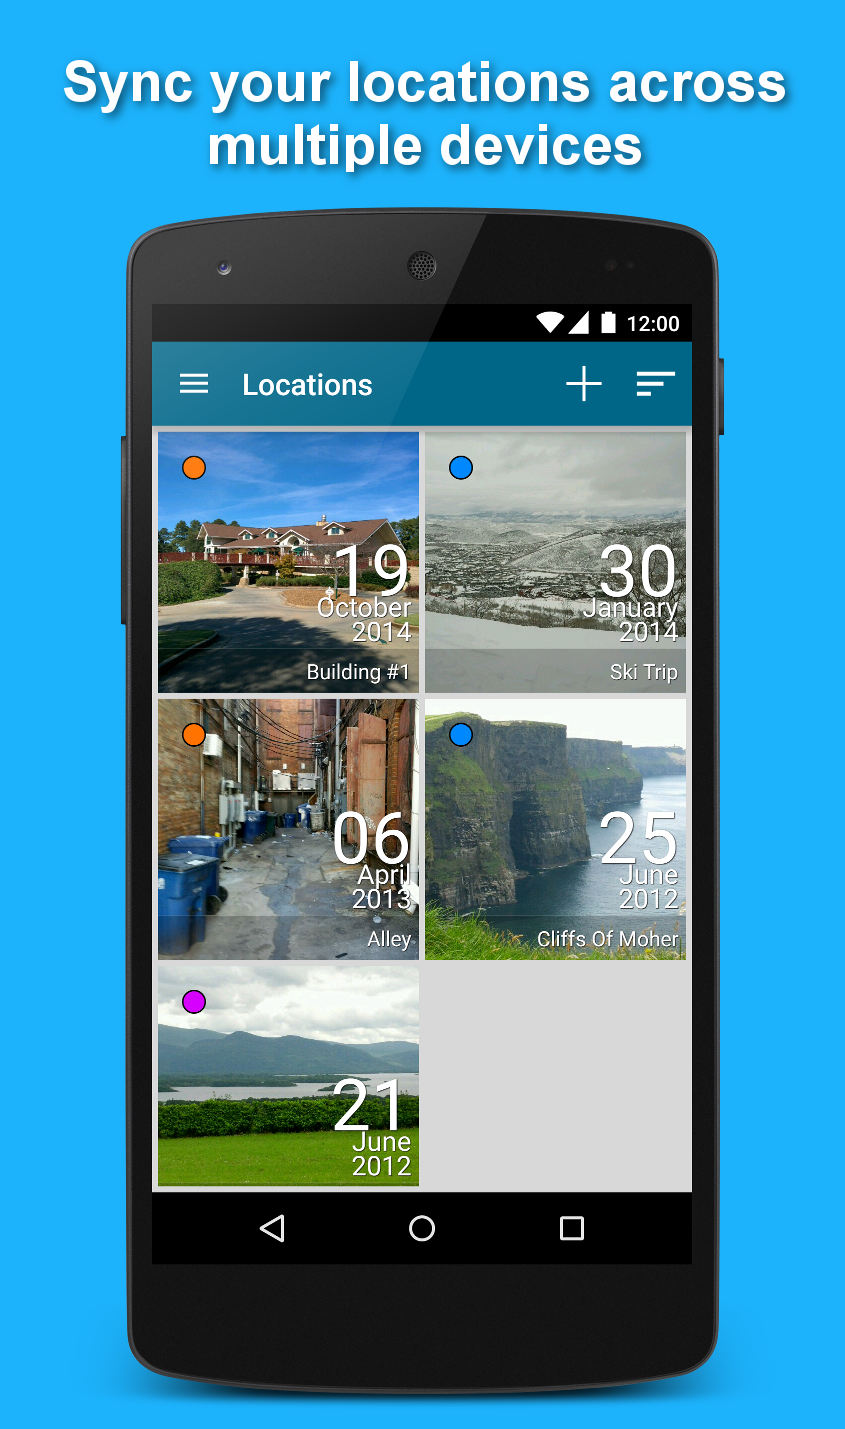 Sync your locations across
multiple devices
12:00
Locations
19
October
2014
Building #1
30
January
2014
Ski Trip
06
April
2013
Alley
25
June
2012
Cliffs Of Moher
21
June
2012